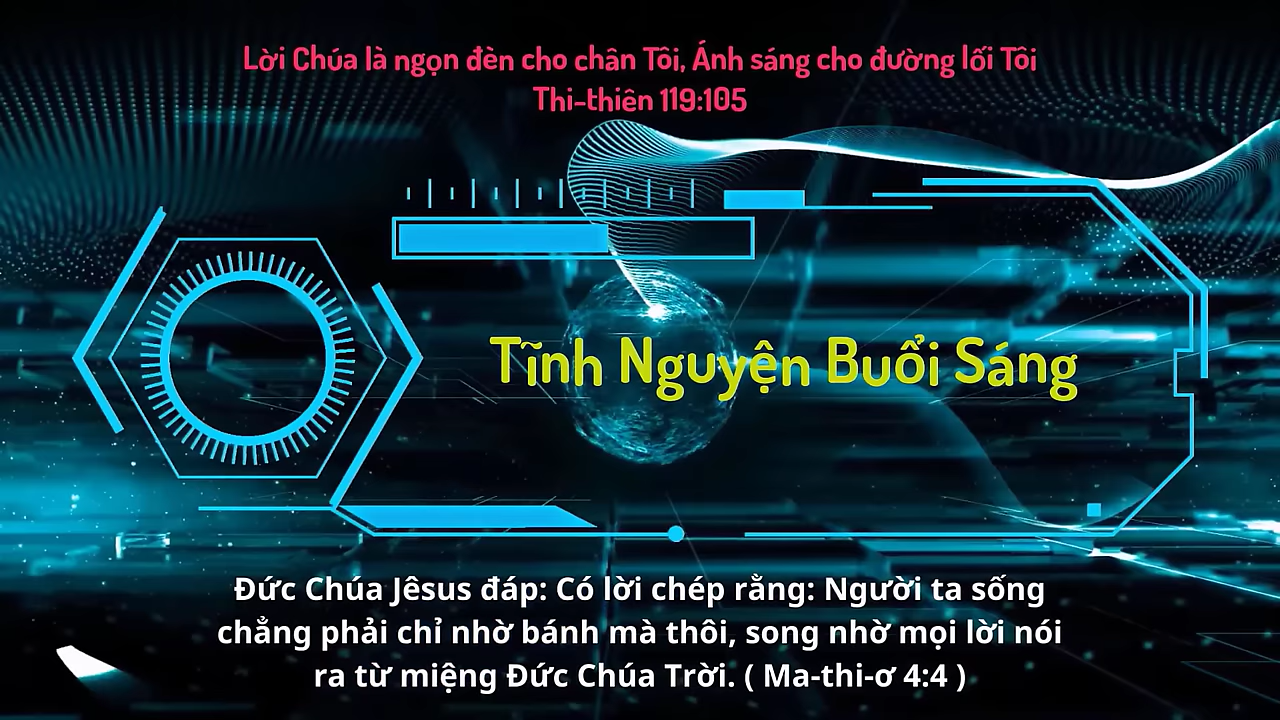 Lời Chúa là ngọn đèn cho chân Tôi, Ánh sáng cho đường lối Tôi
Thi-thiên 119:105
Tĩnh Nguyện Buổi Sáng
Đức Chúa Jêsus đáp: Có lời chép rằng: Người ta sống
chẳng phải chỉ nhờ bánh mà thôi, song nhờ mọi lời nói
ra từ miệng Đức Chúa Trời. ( Ma-thi-ơ 4:4 )